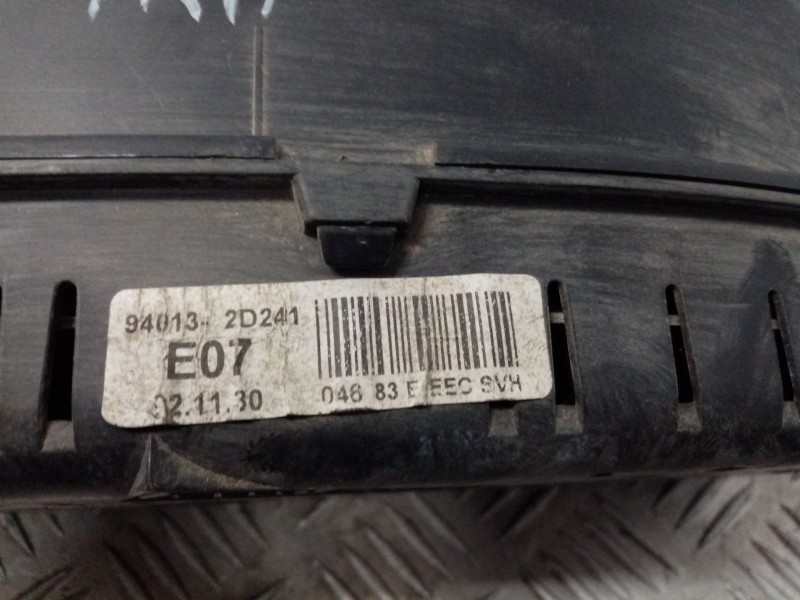 94013- 2D241
E07
02.11.30
046 83 E EEC SVH